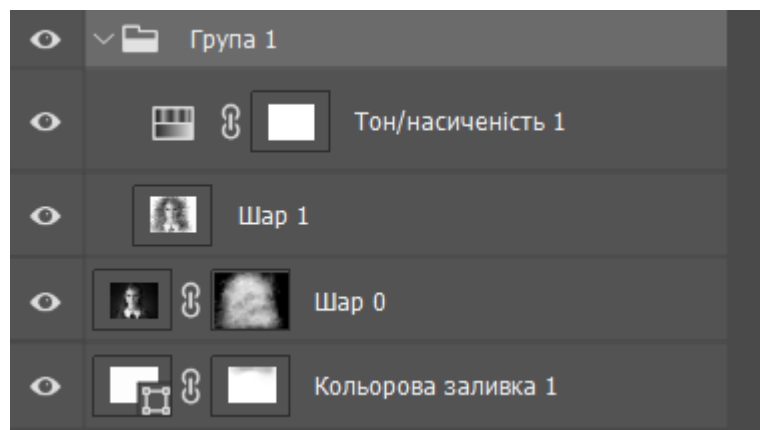 Група 1
Тон/насиченість 1
Шар 1
Шар 0
Кольорова заливка 1